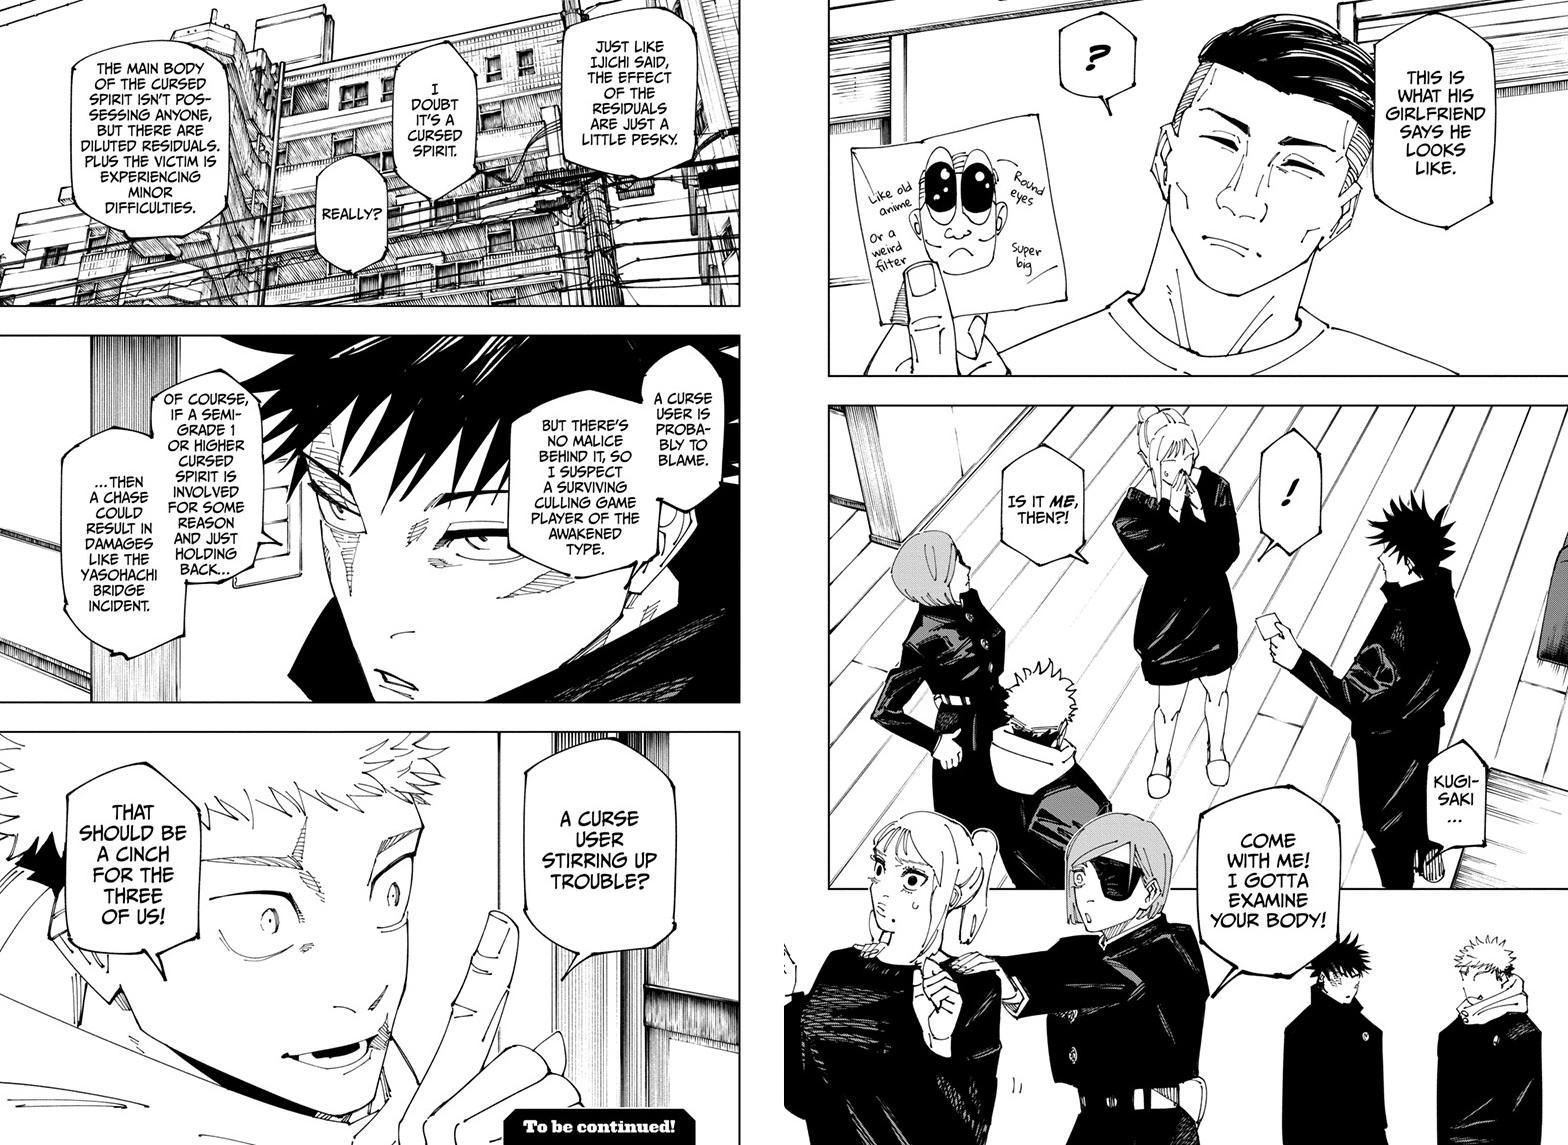 THIS IS
WHAT HIS
GIRLFRIEND
SAYS HE
LOOKS
LIKE.
?
Round
eyes
Like old
anime
Or a
weird
filter
Super
big
!
IS IT ME,
THEN?!
KUGI-
SAKI
...
COME
WITH ME!
I GOTTA
EXAMINE
YOUR BODY!
JUST LIKE
IJICHI SAID,
THE EFFECT
OF THE
RESIDUALS
ARE JUST A
LITTLE PESKY.
I
DOUBT
IT'S A
CURSED
SPIRIT.
REALLY?
THE MAIN BODY
OF THE CURSED
SPIRIT ISN'T POS-
SESSING ANYONE,
BUT THERE ARE
DILUTED RESIDUALS.
PLUS THE VICTIM IS
EXPERIENCING
MINOR
DIFFICULTIES.
A CURSE
USER IS
PROBA-
BLY TO
BLAME.
BUT THERE'S
NO MALICE
BEHIND IT, SO
I SUSPECT
A SURVIVING
CULLING GAME
PLAYER OF THE
AWAKENED
TYPE.
OF COURSE,
IF A SEMI-
GRADE 1
OR HIGHER
CURSED
SPIRIT IS
INVOLVED
FOR SOME
REASON
AND JUST
HOLDING
BACK...
...THEN
A CHASE
COULD
RESULT IN
DAMAGES
LIKE THE
YASOHACHI
BRIDGE
INCIDENT.
A CURSE
USER
STIRRING UP
TROUBLE?
THAT
SHOULD BE
A CINCH
FOR THE
THREE
OF US!
To be continued!